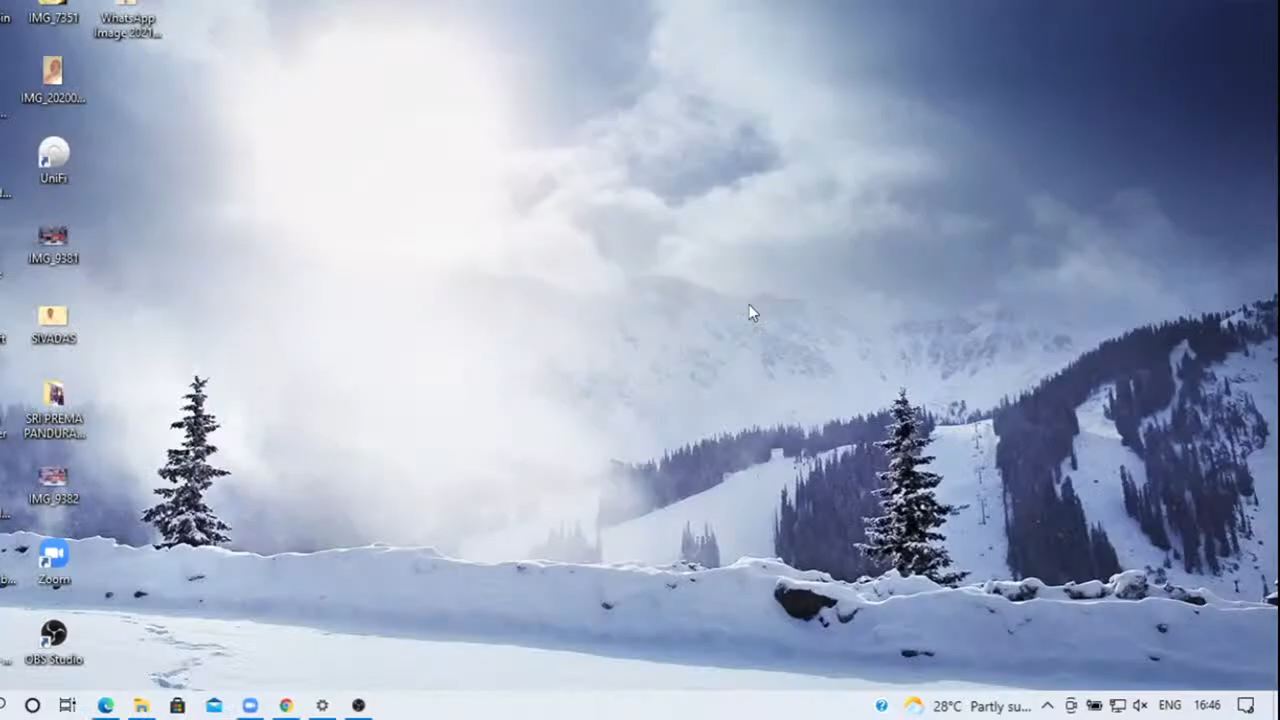 in
IMG_7351
WhatsApp
Image 2021...
IMG_20200...
UniFi
IMG_9381
SIVADAS
SRI PREMA
PANDURA...
IMG_9382
Zoom
OBS Studio
28°C Partly su... ENG 16:46